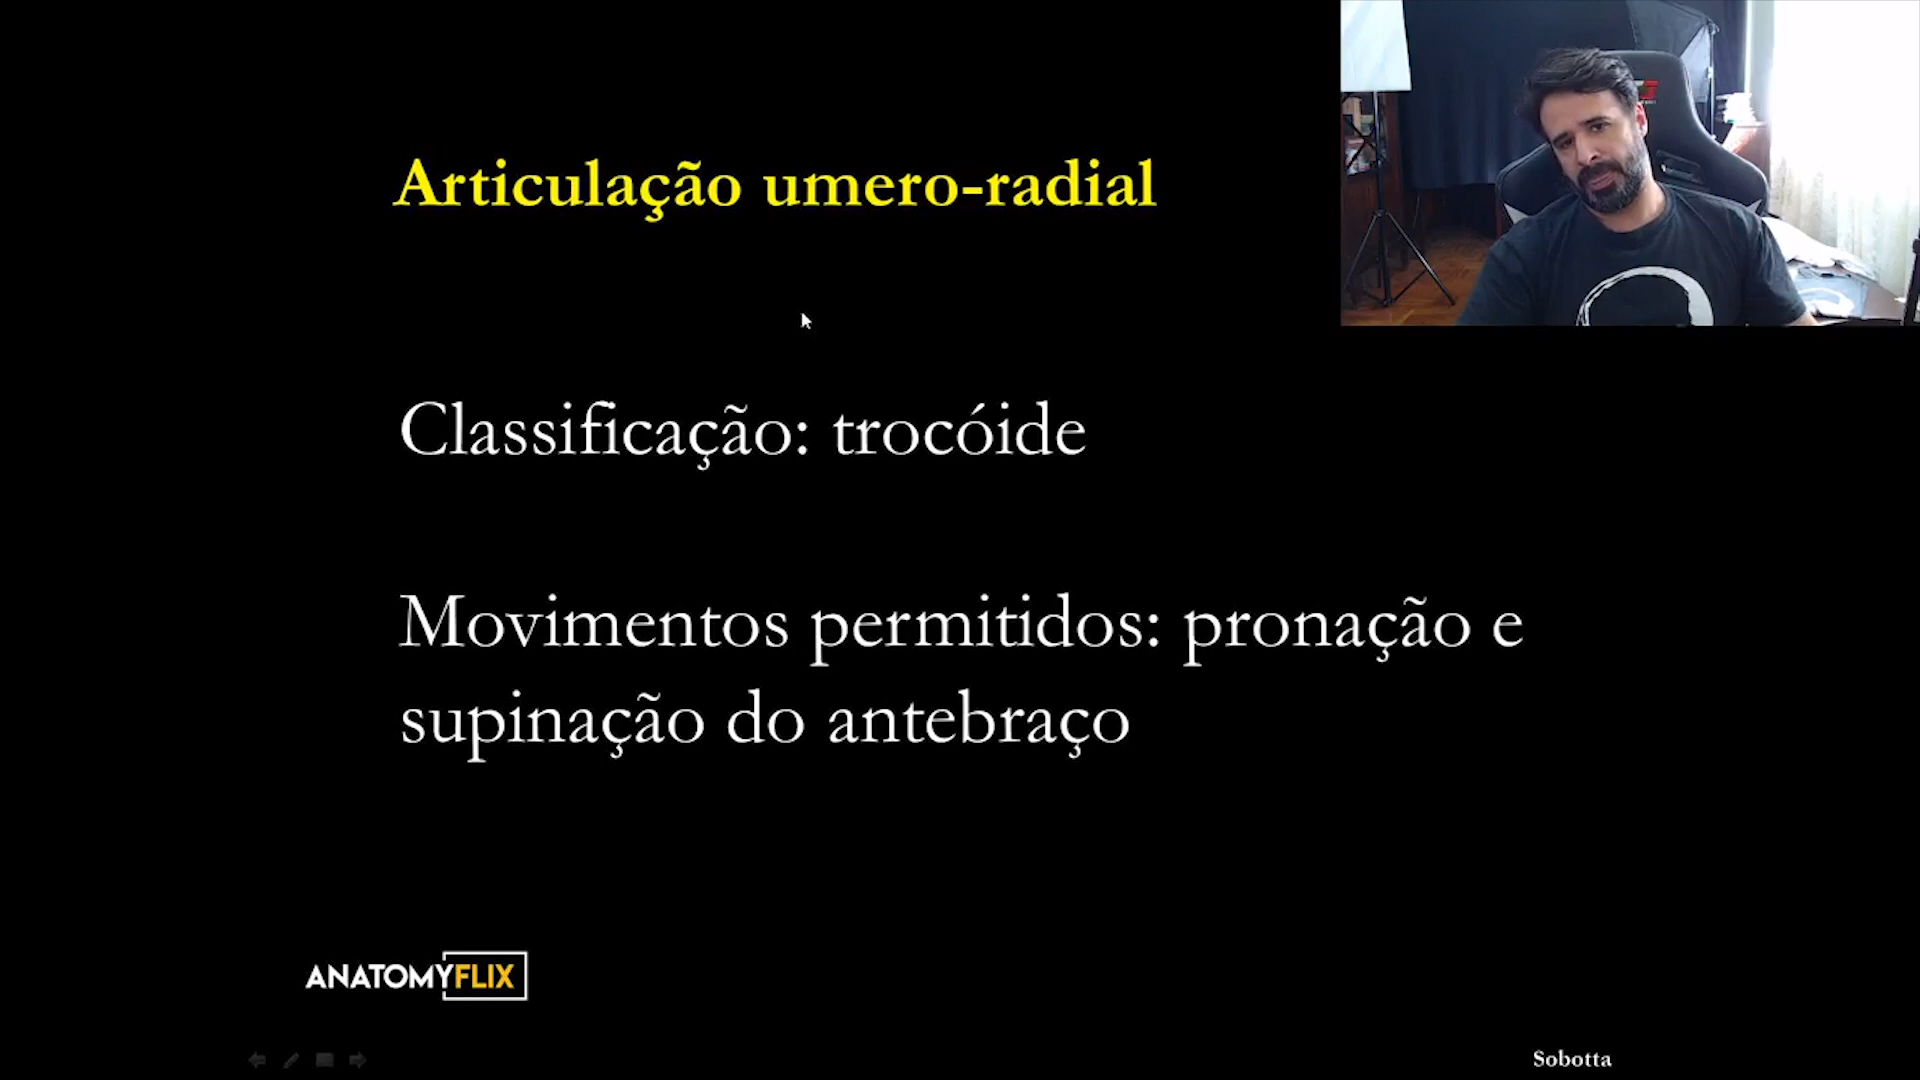 Articulação umero-radial
Classificação: trocóide
Movimentos permitidos: pronação e
supinação do antebraço
ANATOMYFLIX
Sobotta